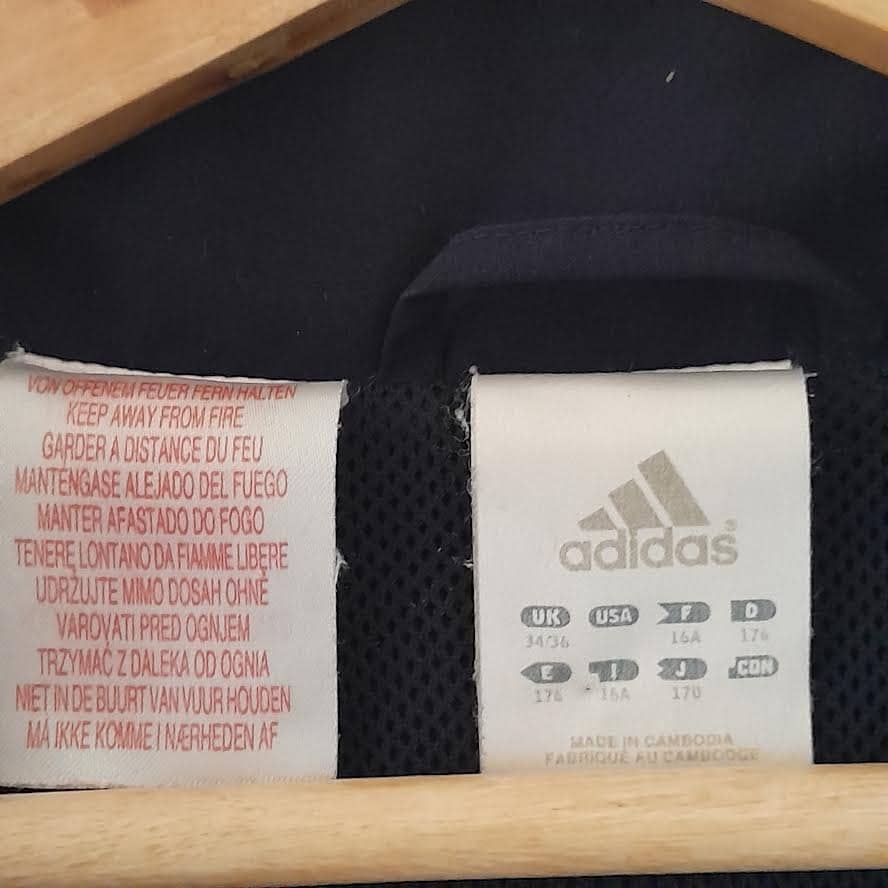 VON OFFENEM FEUER FERN HALTEN
KEEP AWAY FROM FIRE
GARDER A DISTANCE DU FEU
MANTENGASE ALEJADO DEL FUEGO
MANTER AFASTADO DO FOGO
TENERE LONTANO DA FIAMME LIBERE
UDRŽUJTE MIMO DOSAH OHNĚ
VAROVATI PRED OGNJEM
TRZYMAĆ Z DALEKA OD OGNIA
NIET IN DE BUURT VAN VUUR HOUDEN
MÅ IKKE KOMME I NÆRHEDEN AF
adidas®
UK USA F D
34/36 16A 176
E I J CDN
176 16A 170
MADE IN CAMBODIA
FABRIQUÉ AU CAMBODGE